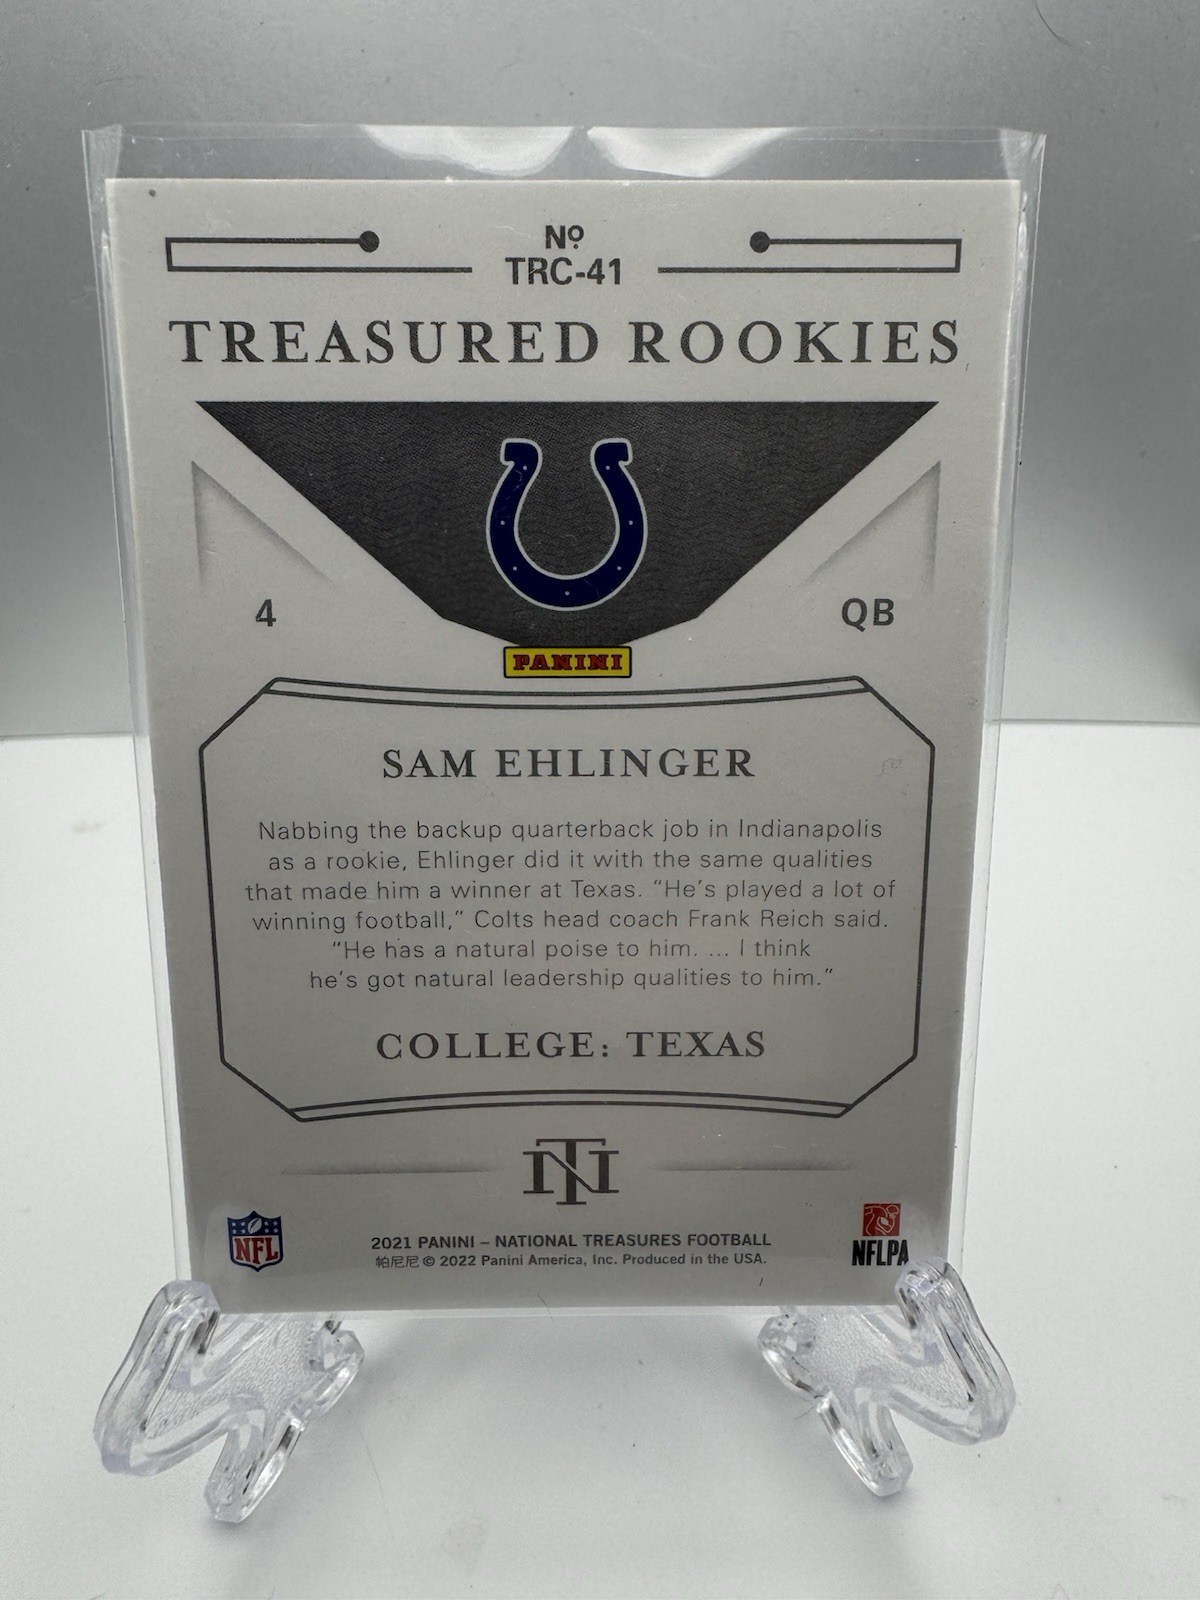 Nº
TRC-41
TREASURED ROOKIES
4
QB
PANINI
SAM EHLINGER
Nabbing the backup quarterback job in Indianapolis
as a rookie, Ehlinger did it with the same qualities
that made him a winner at Texas. “He’s played a lot of
winning football,” Colts head coach Frank Reich said.
“He has a natural poise to him. ... I think
he’s got natural leadership qualities to him.”
COLLEGE: TEXAS
NT
NFL
2021 PANINI – NATIONAL TREASURES FOOTBALL
帕尼尼 © 2022 Panini America, Inc. Produced in the USA.
NFLPA